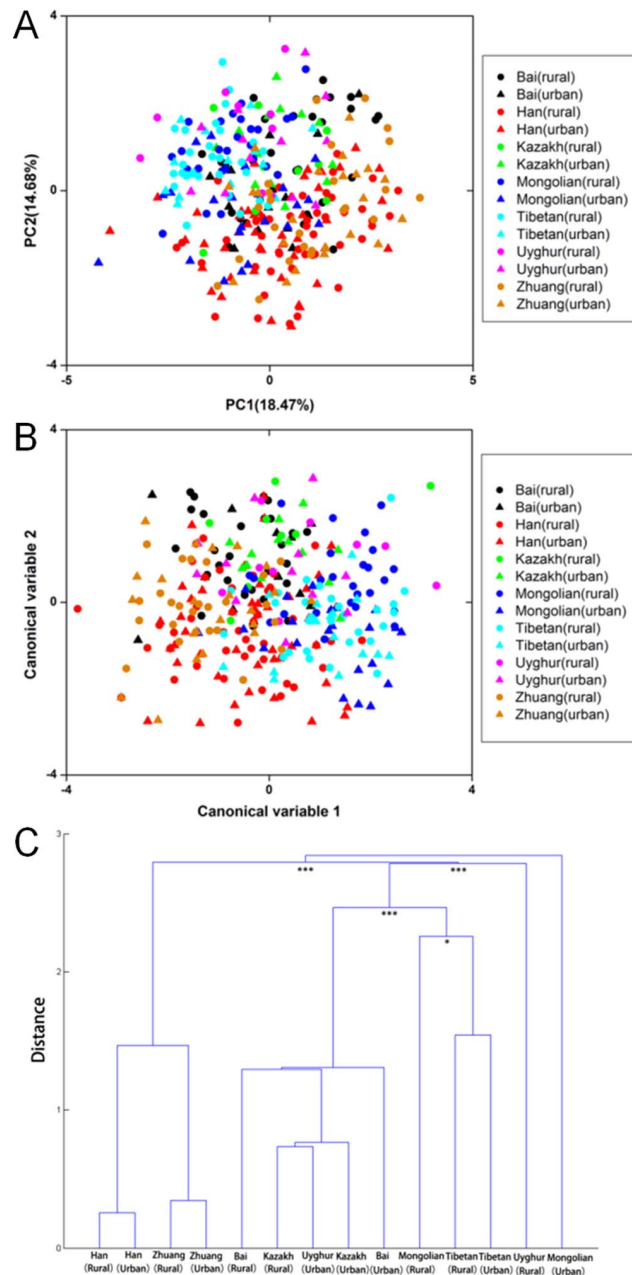 A
4
0
-4
-5
0
5
PC2(14.68%)
PC1(18.47%)
Bai(rural)
Bai(urban)
Han(rural)
Han(urban)
Kazakh(rural)
Kazakh(urban)
Mongolian(rural)
Mongolian(urban)
Tibetan(rural)
Tibetan(urban)
Uyghur(rural)
Uyghur(urban)
Zhuang(rural)
Zhuang(urban)
B
4
0
-4
-4
0
4
Canonical variable 2
Canonical variable 1
Bai(rural)
Bai(urban)
Han(rural)
Han(urban)
Kazakh(rural)
Kazakh(urban)
Mongolian(rural)
Mongolian(urban)
Tibetan(rural)
Tibetan(urban)
Uyghur(rural)
Uyghur(urban)
Zhuang(rural)
Zhuang(urban)
C
3
2
1
0
Distance
*** ***
***
*
Han Han Zhuang Zhuang Bai Kazakh Uyghur Kazakh Bai Mongolian Tibetan Tibetan Uyghur Mongolian
(Rural) (Urban) (Rural) (Urban) (Rural) (Rural) (Urban) (Urban) (Urban) (Rural) (Rural) (Urban) (Rural) (Urban)